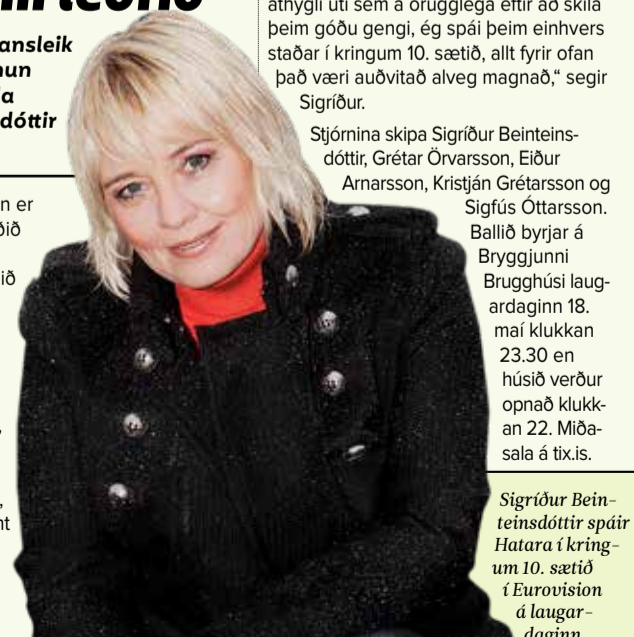 ansleik
dóttir
n er
ið
athygli úti sem á örugglega eftir að skila
þeim góðu gengi, ég spái þeim einhvers
staðar í kringum 10. sætið, allt fyrir ofan
það væri auðvitað alveg magnað,“ segir
Sigríður.
Stjórnina skipa Sigríður Beinteins-
dóttir, Grétar Örvarsson, Eiður
Arnarsson, Kristján Grétarsson og
Sigfús Óttarsson.
Ballið byrjar á
Bryggjunni
Brugghúsi laug-
ardaginn 18.
maí klukkan
23.30 en
húsið verður
opnað klukk-
an 22. Miða-
sala á tix.is.
Sigríður Bein-
teinsdóttir spáir
Hatara í kring-
um 10. sætið
í Eurovision
á laugar-
daginn